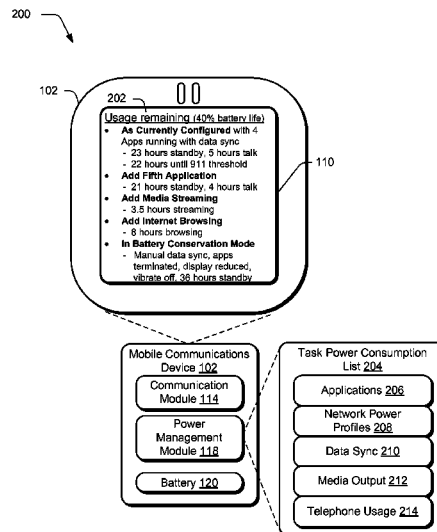 200
102
202
Usage remaining (40% battery life)
• As Currently Configured with 4
Apps running with data sync
- 23 hours standby, 5 hours talk
- 22 hours until 911 threshold
• Add Fifth Application
- 21 hours standby, 4 hours talk
• Add Media Streaming
- 3.5 hours streaming
• Add Internet Browsing
- 8 hours browsing
• In Battery Conservation Mode
- Manual data sync, apps
terminated, display reduced,
vibrate off, 36 hours standby
110
Mobile Communications
Device 102
Communication
Module 114
Power
Management
Module 118
Battery 120
Task Power Consumption
List 204
Applications 206
Network Power
Profiles 208
Data Sync 210
Media Output 212
Telephone Usage 214